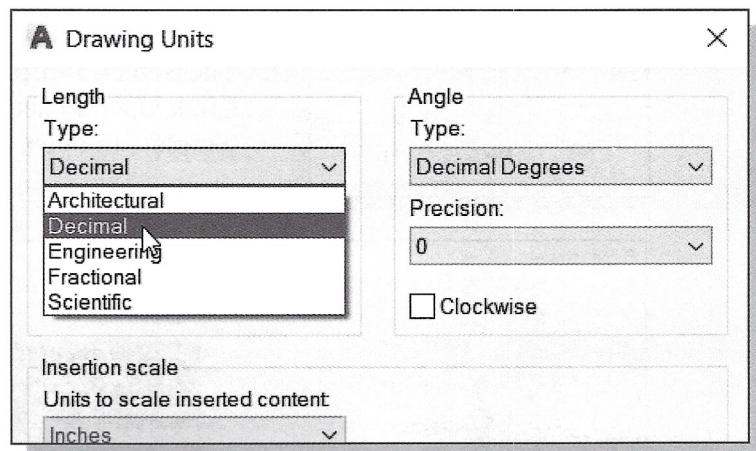 A Drawing Units
Length
Type:
Decimal
Architectural
Decimal
Engineering
Fractional
Scientific
Angle
Type:
Decimal Degrees
Precision:
0
Clockwise
Insertion scale
Units to scale inserted content:
Inches